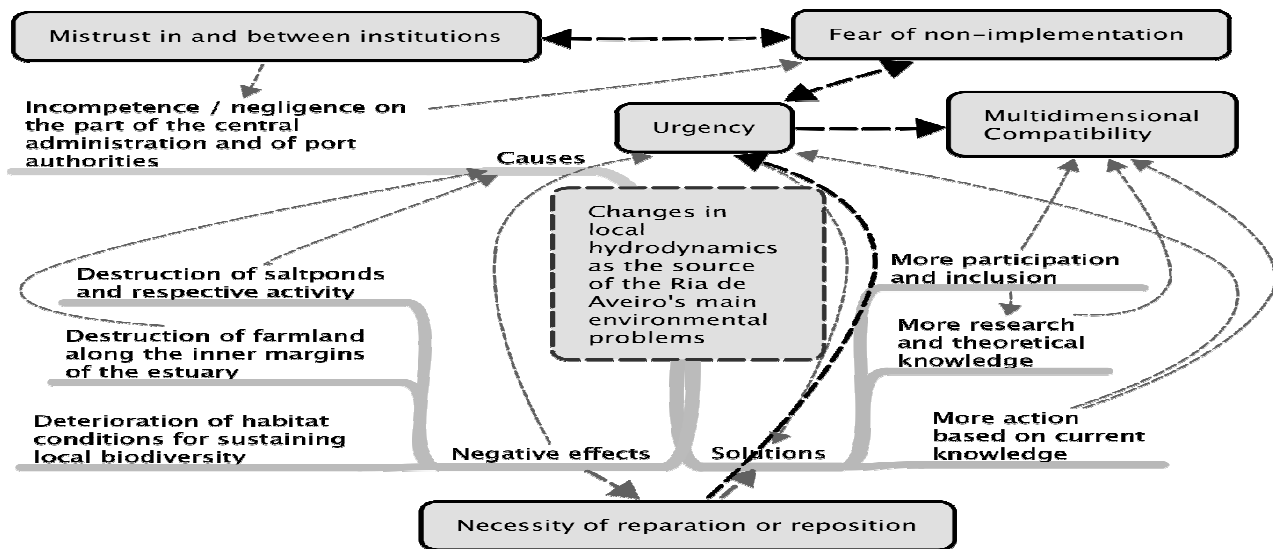 Mistrust in and between institutions
Fear of non-implementation
Incompetence / negligence on
the part of the central
administration and of port
authorities
Causes
Urgency
Multidimensional
Compatibility
Changes in
local
hydrodynamics
as the source
of the Ria de
Aveiro's main
environmental
problems
Destruction of saltponds
and respective activity
Destruction of farmland
along the inner margins
of the estuary
Deterioration of habitat
conditions for sustaining
local biodiversity
Negative effects
Solutions
More participation
and inclusion
More research
and theoretical
knowledge
More action
based on current
knowledge
Necessity of reparation or reposition